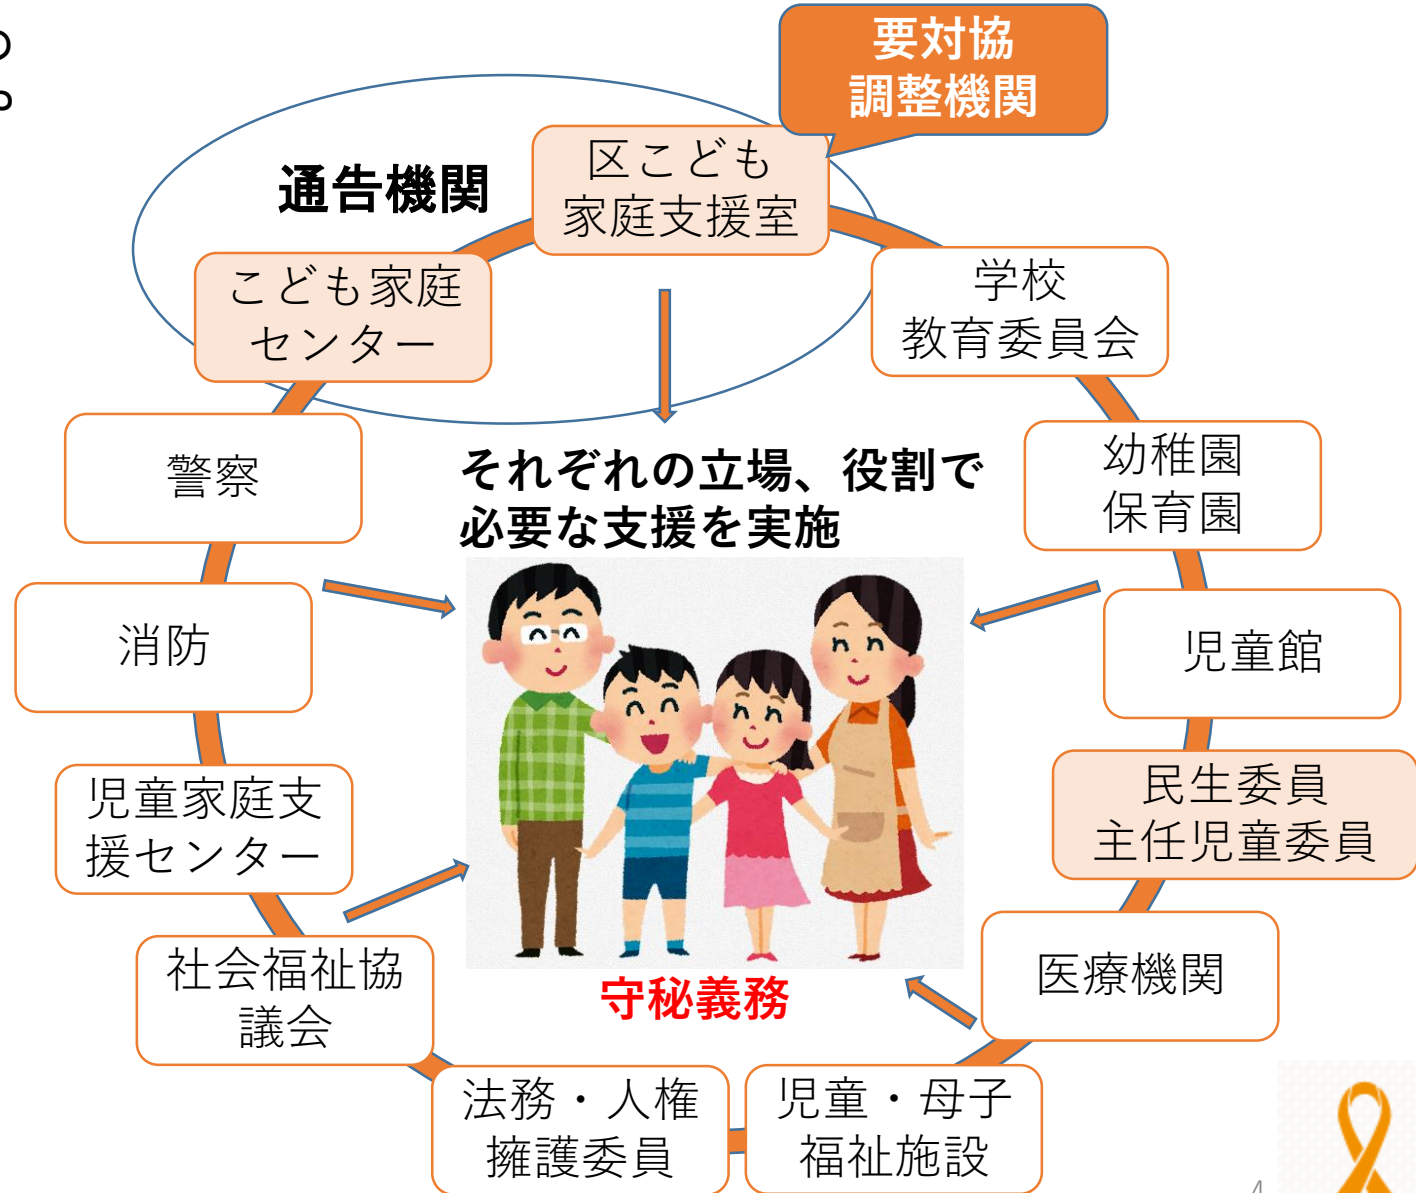 要対協
調整機関
通告機関
区こども
家庭支援室
こども家庭
センター
学校
教育委員会
警察
それぞれの立場、役割で
必要な支援を実施
幼稚園
保育園
消防
児童館
児童家庭支
援センター
民生委員
主任児童委員
社会福祉協
議会
守秘義務
医療機関
法務・人権
擁護委員
児童・母子
福祉施設